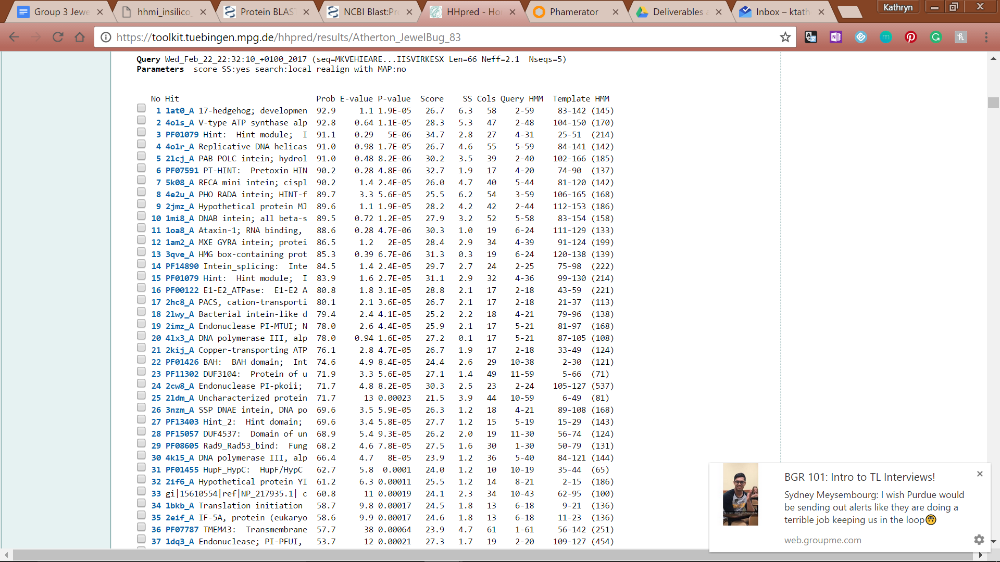 Group 3 Jewe
hhmi_insilico_
Protein BLAST
NCBI Blast:Pr
HHpred - Ho
Phamerator
Deliverables a
Inbox – ktath
Kathryn
https://toolkit.tuebingen.mpg.de/hhpred/results/Atherton_JewelBug_83
Query Wed_Feb_22_22:32:10_+0100_2017 (seq=MKVEHIEARE...IISVIRKESX Len=66 Neff=2.1 Nseqs=5)
Parameters score SS:yes search:local realign with MAP:no
No Hit Prob E-value P-value Score SS Cols Query HMM Template HMM
1 1at0_A 17-hedgehog; developmen 92.9 1.1 1.9E-05 26.7 6.3 58 2-59 83-142 (145)
2 4o1s_A V-type ATP synthase alp 92.8 0.64 1.1E-05 28.3 5.3 47 2-48 104-150 (170)
3 PF01079 Hint: Hint module; I 91.1 0.29 5E-06 34.7 2.8 27 4-31 25-51 (214)
4 4o1r_A Replicative DNA helicas 91.0 0.98 1.7E-05 26.7 4.6 55 5-59 84-141 (142)
5 2lcj_A PAB POLC intein; hydrol 91.0 0.48 8.2E-06 30.2 3.5 39 2-40 102-166 (185)
6 PF07591 PT-HINT: Pretoxin HIN 90.2 0.28 4.8E-06 32.7 1.9 17 4-20 74-90 (137)
7 5k08_A RECA mini intein; cispl 90.2 1.4 2.4E-05 26.0 4.7 40 5-44 81-120 (142)
8 4e2u_A PHO RADA intein; HINT-f 89.7 3.3 5.6E-05 25.5 6.2 54 3-59 106-165 (168)
9 2jmz_A Hypothetical protein MJ 89.6 1.1 1.9E-05 28.2 4.2 42 2-44 112-153 (186)
10 1mi8_A DNAB intein; all beta-s 89.5 0.72 1.2E-05 27.9 3.2 52 5-58 83-154 (158)
11 1oa8_A Ataxin-1; RNA binding, 88.6 0.28 4.7E-06 30.3 1.0 19 6-24 111-129 (133)
12 1am2_A MXE GYRA intein; protei 86.5 1.2 2E-05 28.4 2.9 34 4-39 91-124 (199)
13 3qve_A HMG box-containing prot 85.3 0.39 6.7E-06 31.3 0.3 19 6-24 120-138 (139)
14 PF14890 Intein_splicing: Inte 84.5 1.4 2.4E-05 29.7 2.7 24 2-25 75-98 (222)
15 PF01079 Hint: Hint module; I 83.9 1.6 2.7E-05 31.1 2.9 32 4-36 99-130 (214)
16 PF00122 E1-E2_ATPase: E1-E2 A 80.8 1.8 3.1E-05 28.8 2.1 17 2-18 43-59 (221)
17 2hc8_A PACS, cation-transporti 80.1 2.1 3.6E-05 26.7 2.1 17 2-18 21-37 (113)
18 2lwy_A Bacterial intein-like d 79.4 2.4 4.1E-05 25.2 2.2 18 4-21 79-96 (138)
19 2imz_A Endonuclease PI-MTUI; N 78.0 2.6 4.4E-05 25.9 2.1 17 5-21 81-97 (168)
20 4lx3_A DNA polymerase III, alp 78.0 0.94 1.6E-05 27.2 0.1 17 5-21 87-105 (108)
21 2kij_A Copper-transporting ATP 76.1 2.8 4.7E-05 26.7 1.9 17 2-18 33-49 (124)
22 PF01426 BAH: BAH domain; Int 74.6 4.9 8.4E-05 24.4 2.6 29 10-38 2-30 (121)
23 PF11302 DUF3104: Protein of u 71.9 3.3 5.6E-05 27.1 1.4 49 11-59 5-66 (71)
24 2cw8_A Endonuclease PI-pkoii; 71.7 4.8 8.2E-05 30.3 2.5 23 2-24 105-127 (537)
25 2ldm_A Uncharacterized protein 71.7 13 0.00023 21.5 3.9 44 10-59 6-49 (81)
26 3nzm_A SSP DNAE intein, DNA po 69.6 3.5 5.9E-05 26.3 1.2 18 4-21 89-108 (168)
27 PF13403 Hint_2: Hint domain; 69.6 3.4 5.8E-05 27.7 1.2 15 5-19 15-29 (143)
28 PF15057 DUF4537: Domain of un 68.9 5.4 9.3E-05 26.2 2.0 19 11-30 56-74 (124)
29 PF08605 Rad9_Rad53_bind: Fung 68.2 4.6 7.8E-05 27.5 1.6 30 1-30 50-79 (131)
30 4kl5_A DNA polymerase III, alp 66.4 4.7 8E-05 23.9 1.2 36 5-40 84-121 (144)
31 PF01455 HupF_HypC: HupF/HypC 62.7 5.8 0.0001 24.0 1.2 10 10-19 35-44 (65)
32 2if6_A Hypothetical protein YI 61.2 6.3 0.00011 25.5 1.2 14 8-21 2-15 (186)
33 gi|15610554|ref|NP_217935.1| c 60.8 11 0.00019 24.1 2.3 34 10-43 62-95 (100)
34 1bkb_A Translation initiation 58.7 9.8 0.00017 24.5 1.8 13 6-18 9-21 (136)
35 2eif_A IF-5A, protein (eukaryo 58.6 9.9 0.00017 24.6 1.8 13 6-18 11-23 (136)
36 PF07787 TMEM43: Transmembrane 57.7 38 0.00064 23.9 4.7 61 1-61 56-142 (251)
37 1dq3_A Endonuclease; PI-PFUI, 53.7 12 0.00021 27.3 1.7 19 2-20 109-127 (454)
BGR 101: Intro to TL Interviews!
Sydney Meysembourg: I wish Purdue would
be sending out alerts like they are doing a
terrible job keeping us in the loop
web.groupme.com